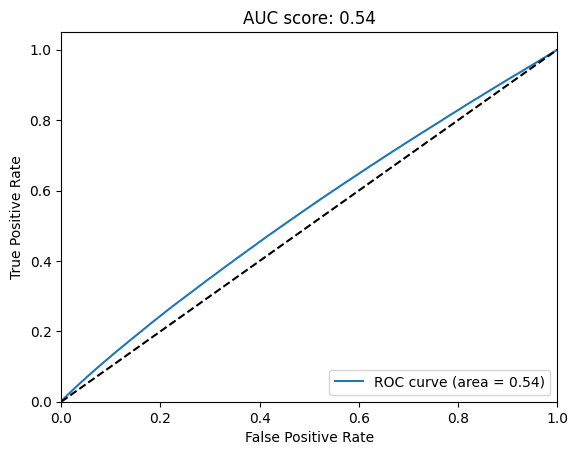 AUC score: 0.54
True Positive Rate
1.0
0.8
0.6
0.4
0.2
0.0
0.0 0.2 0.4 0.6 0.8 1.0
False Positive Rate
ROC curve (area = 0.54)